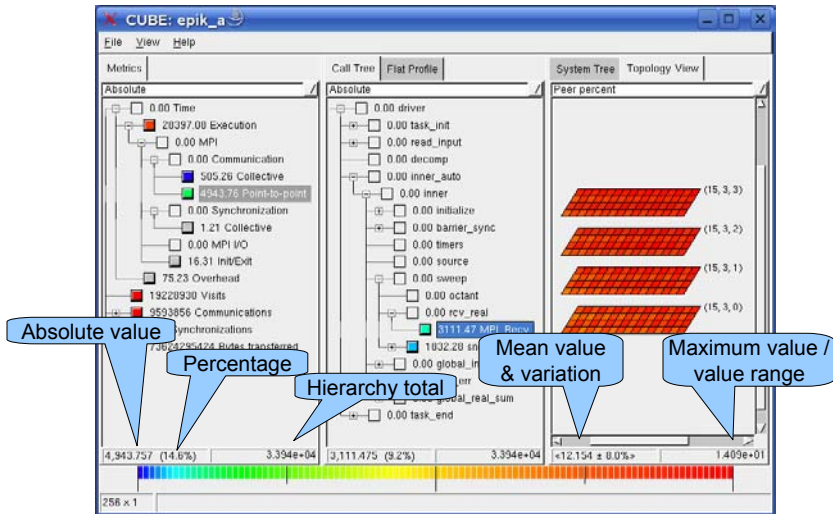 CUBE: epik_a
File View Help
Metrics
Absolute
0.00 Time
28397.00 Execution
0.00 MPI
0.00 Communication
505.26 Collective
4943.76 Point-to-point
0.00 Synchronization
1.21 Collective
0.00 MPI I/O
16.31 Init/Exit
75.23 Overhead
19228930 Visits
9593856 Communications
Synchronizations
73624295424 Bytes transferred
4,943.757 (14.6%) 3.394e+04
Call Tree Flat Profile
Absolute
0.00 driver
0.00 task_init
0.00 read_input
0.00 decomp
0.00 inner_auto
0.00 inner
0.00 initialize
0.00 barrier_sync
0.00 timers
0.00 source
0.00 sweep
0.00 octant
0.00 rcv_real
3111.47 MPI_Recv
1832.28
0.00
global_real_sum
0.00 task_end
3,111.475 (9.2%) 3.394e+04
System Tree Topology View
Peer percent
(15, 3, 3)
(15, 3, 2)
(15, 3, 1)
(15, 3, 0)
<12.154 ± 8.0%> 1.409e+01
256 × 1
Absolute value
Percentage
Hierarchy total
Mean value
& variation
Maximum value /
value range